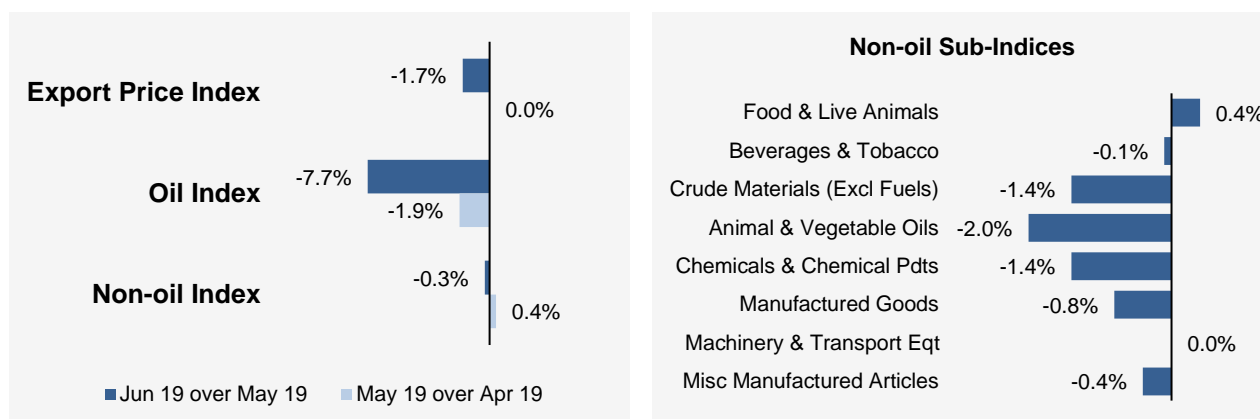 Export Price Index
-1.7%
0.0%
Oil Index
-7.7%
-1.9%
Non-oil Index
-0.3%
0.4%
Jun 19 over May 19 May 19 over Apr 19
Non-oil Sub-Indices
Food & Live Animals 0.4%
Beverages & Tobacco -0.1%
Crude Materials (Excl Fuels) -1.4%
Animal & Vegetable Oils -2.0%
Chemicals & Chemical Pdts -1.4%
Manufactured Goods -0.8%
Machinery & Transport Eqt 0.0%
Misc Manufactured Articles -0.4%